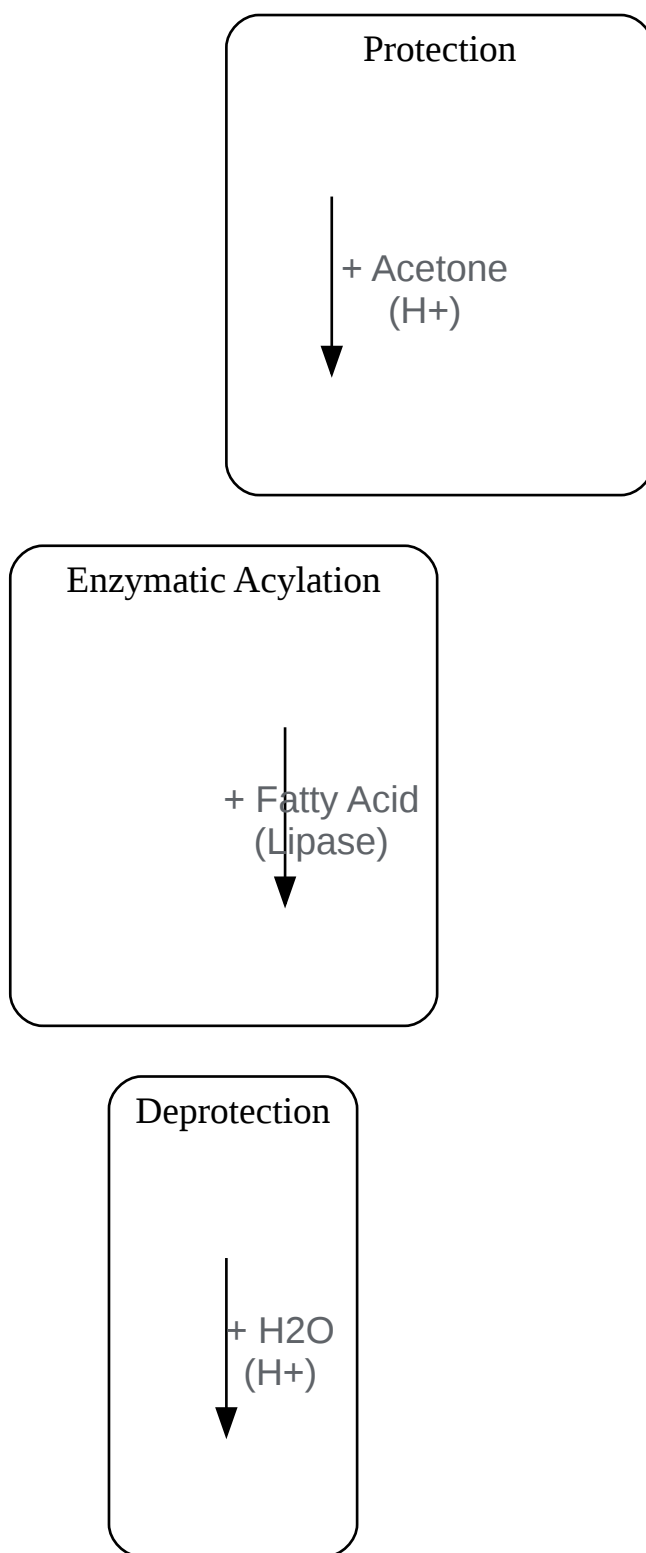 Protection
+ Acetone
(H+)
Enzymatic Acylation
+ Fatty Acid
(Lipase)
Deprotection
+ H2O
(H+)